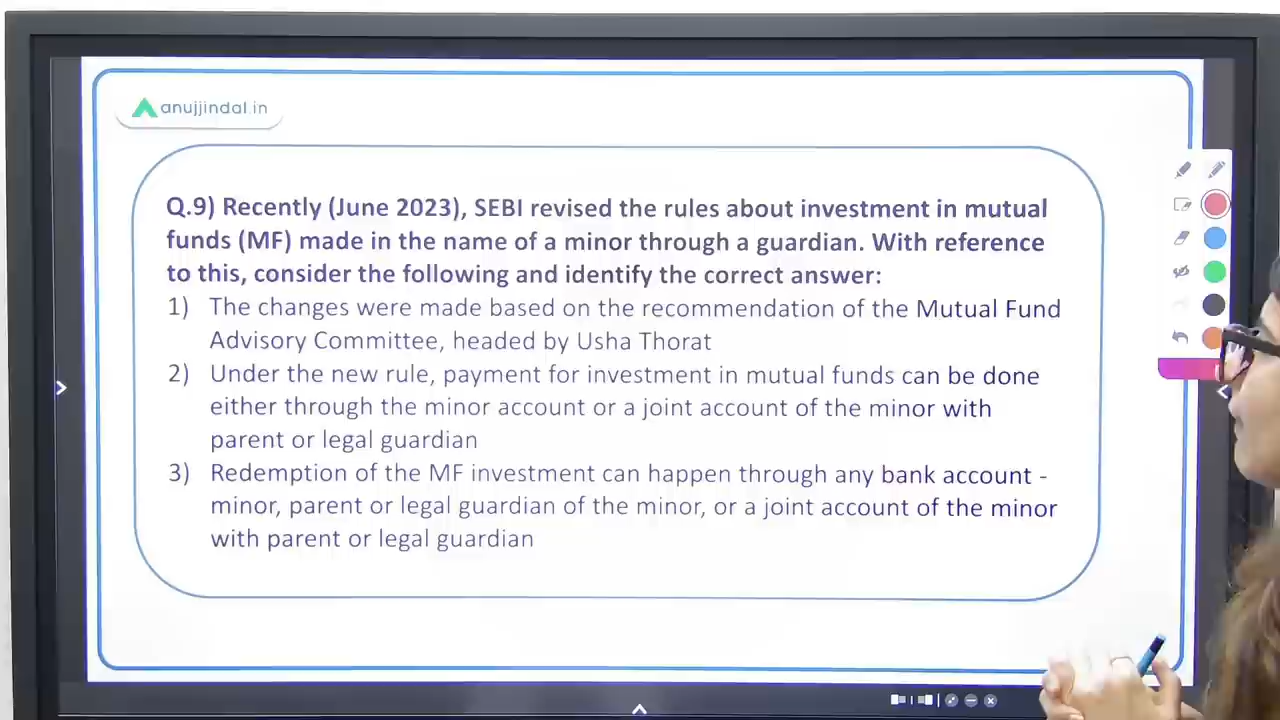 anujjindal.in
Q.9) Recently (June 2023), SEBI revised the rules about investment in mutual
funds (MF) made in the name of a minor through a guardian. With reference
to this, consider the following and identify the correct answer:
1) The changes were made based on the recommendation of the Mutual Fund
Advisory Committee, headed by Usha Thorat
2) Under the new rule, payment for investment in mutual funds can be done
either through the minor account or a joint account of the minor with
parent or legal guardian
3) Redemption of the MF investment can happen through any bank account -
minor, parent or legal guardian of the minor, or a joint account of the minor
with parent or legal guardian